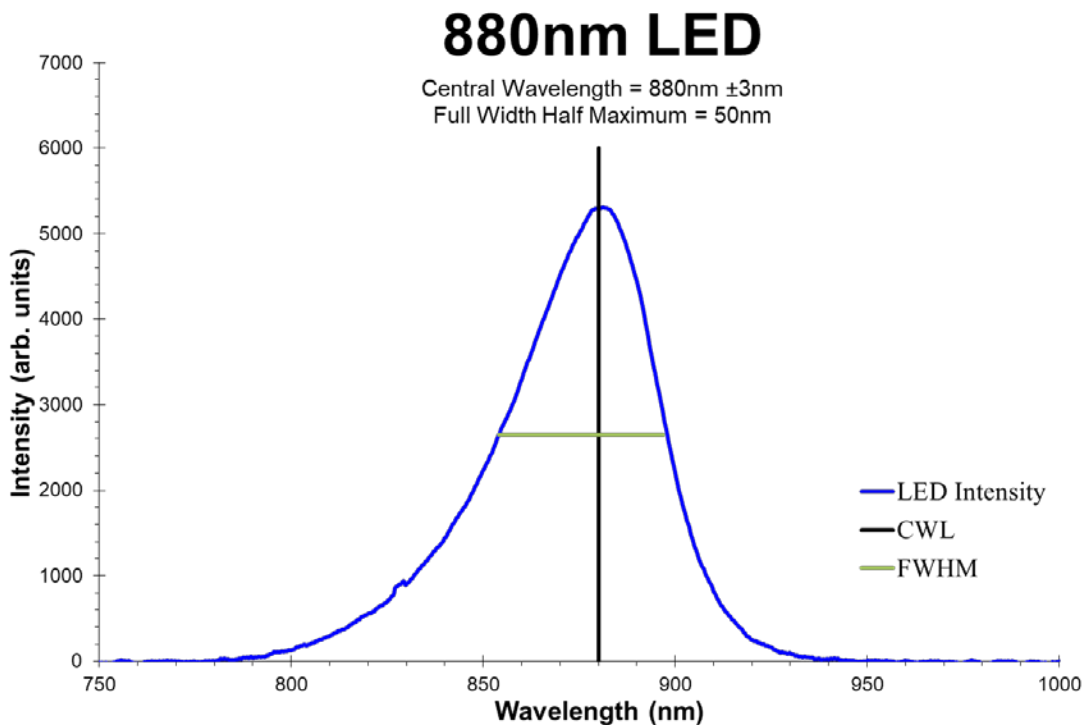 880nm LED
Central Wavelength = 880nm ±3nm
Full Width Half Maximum = 50nm
7000
6000
5000
4000
3000
2000
1000
0
Intensity (arb. units)
LED Intensity
CWL
FWHM
750
800
850
900
950
1000
Wavelength (nm)